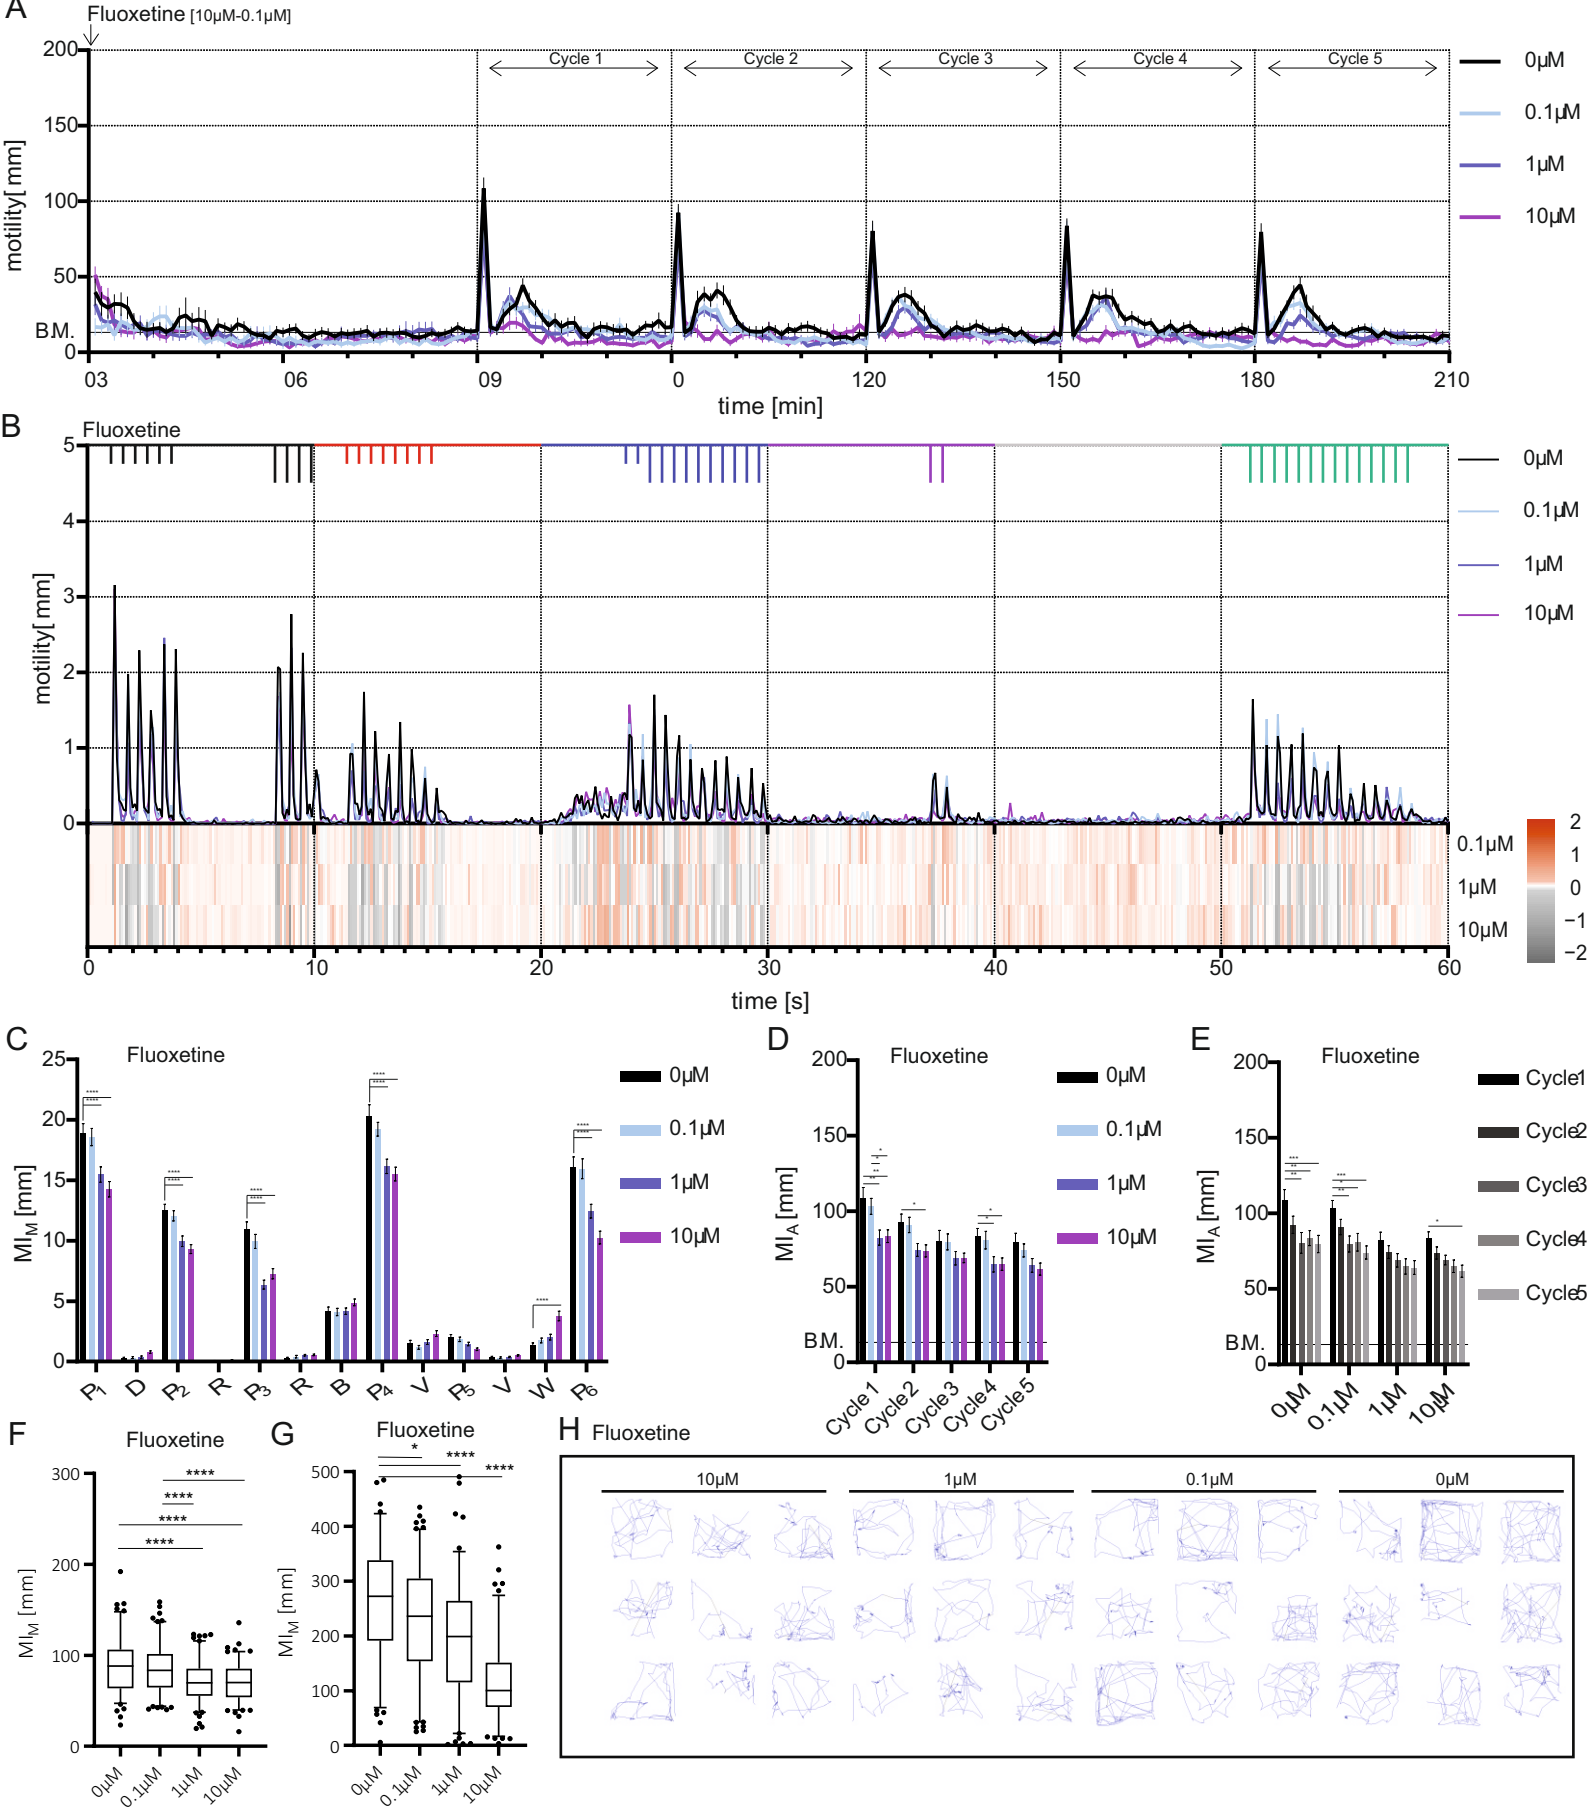 A
Fluoxetine [10µM-0.1µM]
200
150
100
50
B.M.
0
motility[ mm]
Cycle 1
Cycle 2
Cycle 3
Cycle 4
Cycle 5
03
06
09
0
120
150
180
210
time [min]
0µM
0.1µM
1µM
10µM
B
Fluoxetine
5
4
3
2
1
0
motility[ mm]
0µM
0.1µM
1µM
10µM
0.1µM
1µM
10µM
2
1
0
−1
−2
0
10
20
30
40
50
60
time [s]
C
Fluoxetine
25
20
15
10
5
0
MIM [mm]
****
****
****
****
****
****
****
****
****
****
****
P1
D
P2
R
P3
R
B
P4
V
P5
V
W
P6
0µM
0.1µM
1µM
10µM
D
Fluoxetine
200
150
100
50
B.M.
0
MIA [mm]
*
*
**
**
*
*
*
Cycle1
Cycle2
Cycle3
Cycle4
Cycle5
0µM
0.1µM
1µM
10µM
E
Fluoxetine
200
150
100
50
B.M.
0
MIA [mm]
***
**
**
***
*
**
*
0µM
0.1µM
1µM
10µM
Cycle1
Cycle2
Cycle3
Cycle4
Cycle5
F
Fluoxetine
300
200
100
0
MIM [mm]
****
****
****
****
0µM
0.1µM
1µM
10µM
G
Fluoxetine
500
400
300
200
100
0
MIM [mm]
*
****
****
0µM
0.1µM
1µM
10µM
H
Fluoxetine
10µM
1µM
0.1µM
0µM